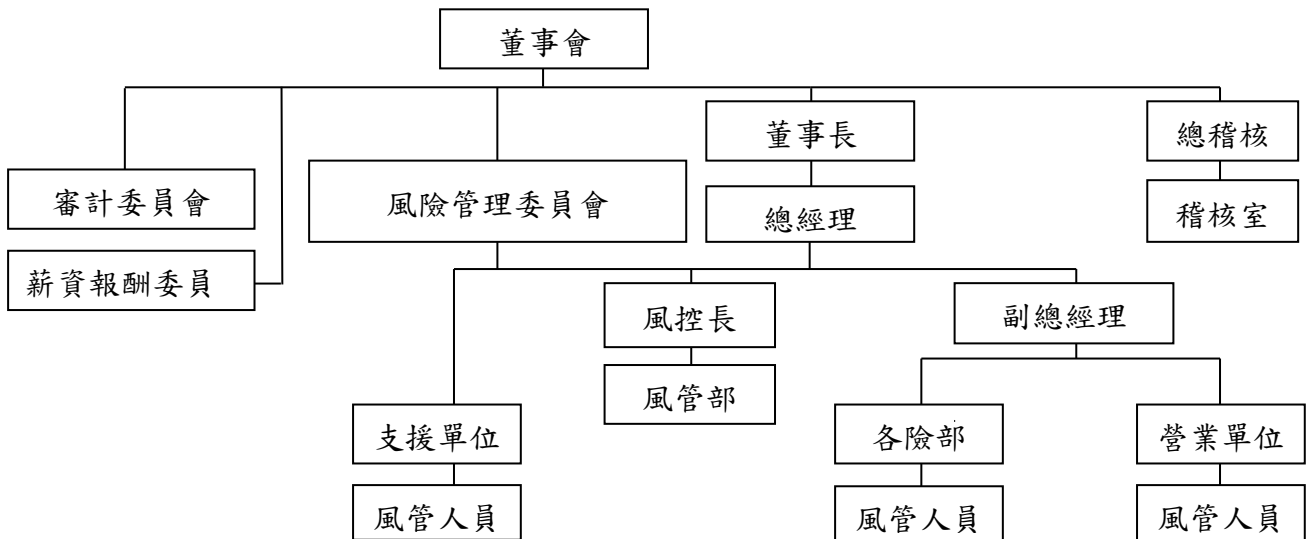 董事會
董事長
總稽核
審計委員會
風險管理委員會
總經理
稽核室
薪資報酬委員
風控長
副總經理
風管部
支援單位
各險部
營業單位
風管人員
風管人員
風管人員